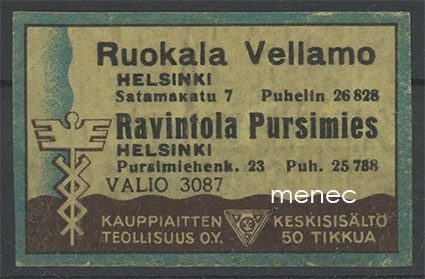 Ruokala Vellamo
HELSINKI
Satamakatu 7 Puhelin 26 828
Ravintola Pursimies
HELSINKI
Pursimiehenk. 23 Puh. 25 788
VALIO 3087
menec
KAUPPIAITTEN KESKISISÄLTÖ
TEOLLISUUS OY. 50 TIKKUA